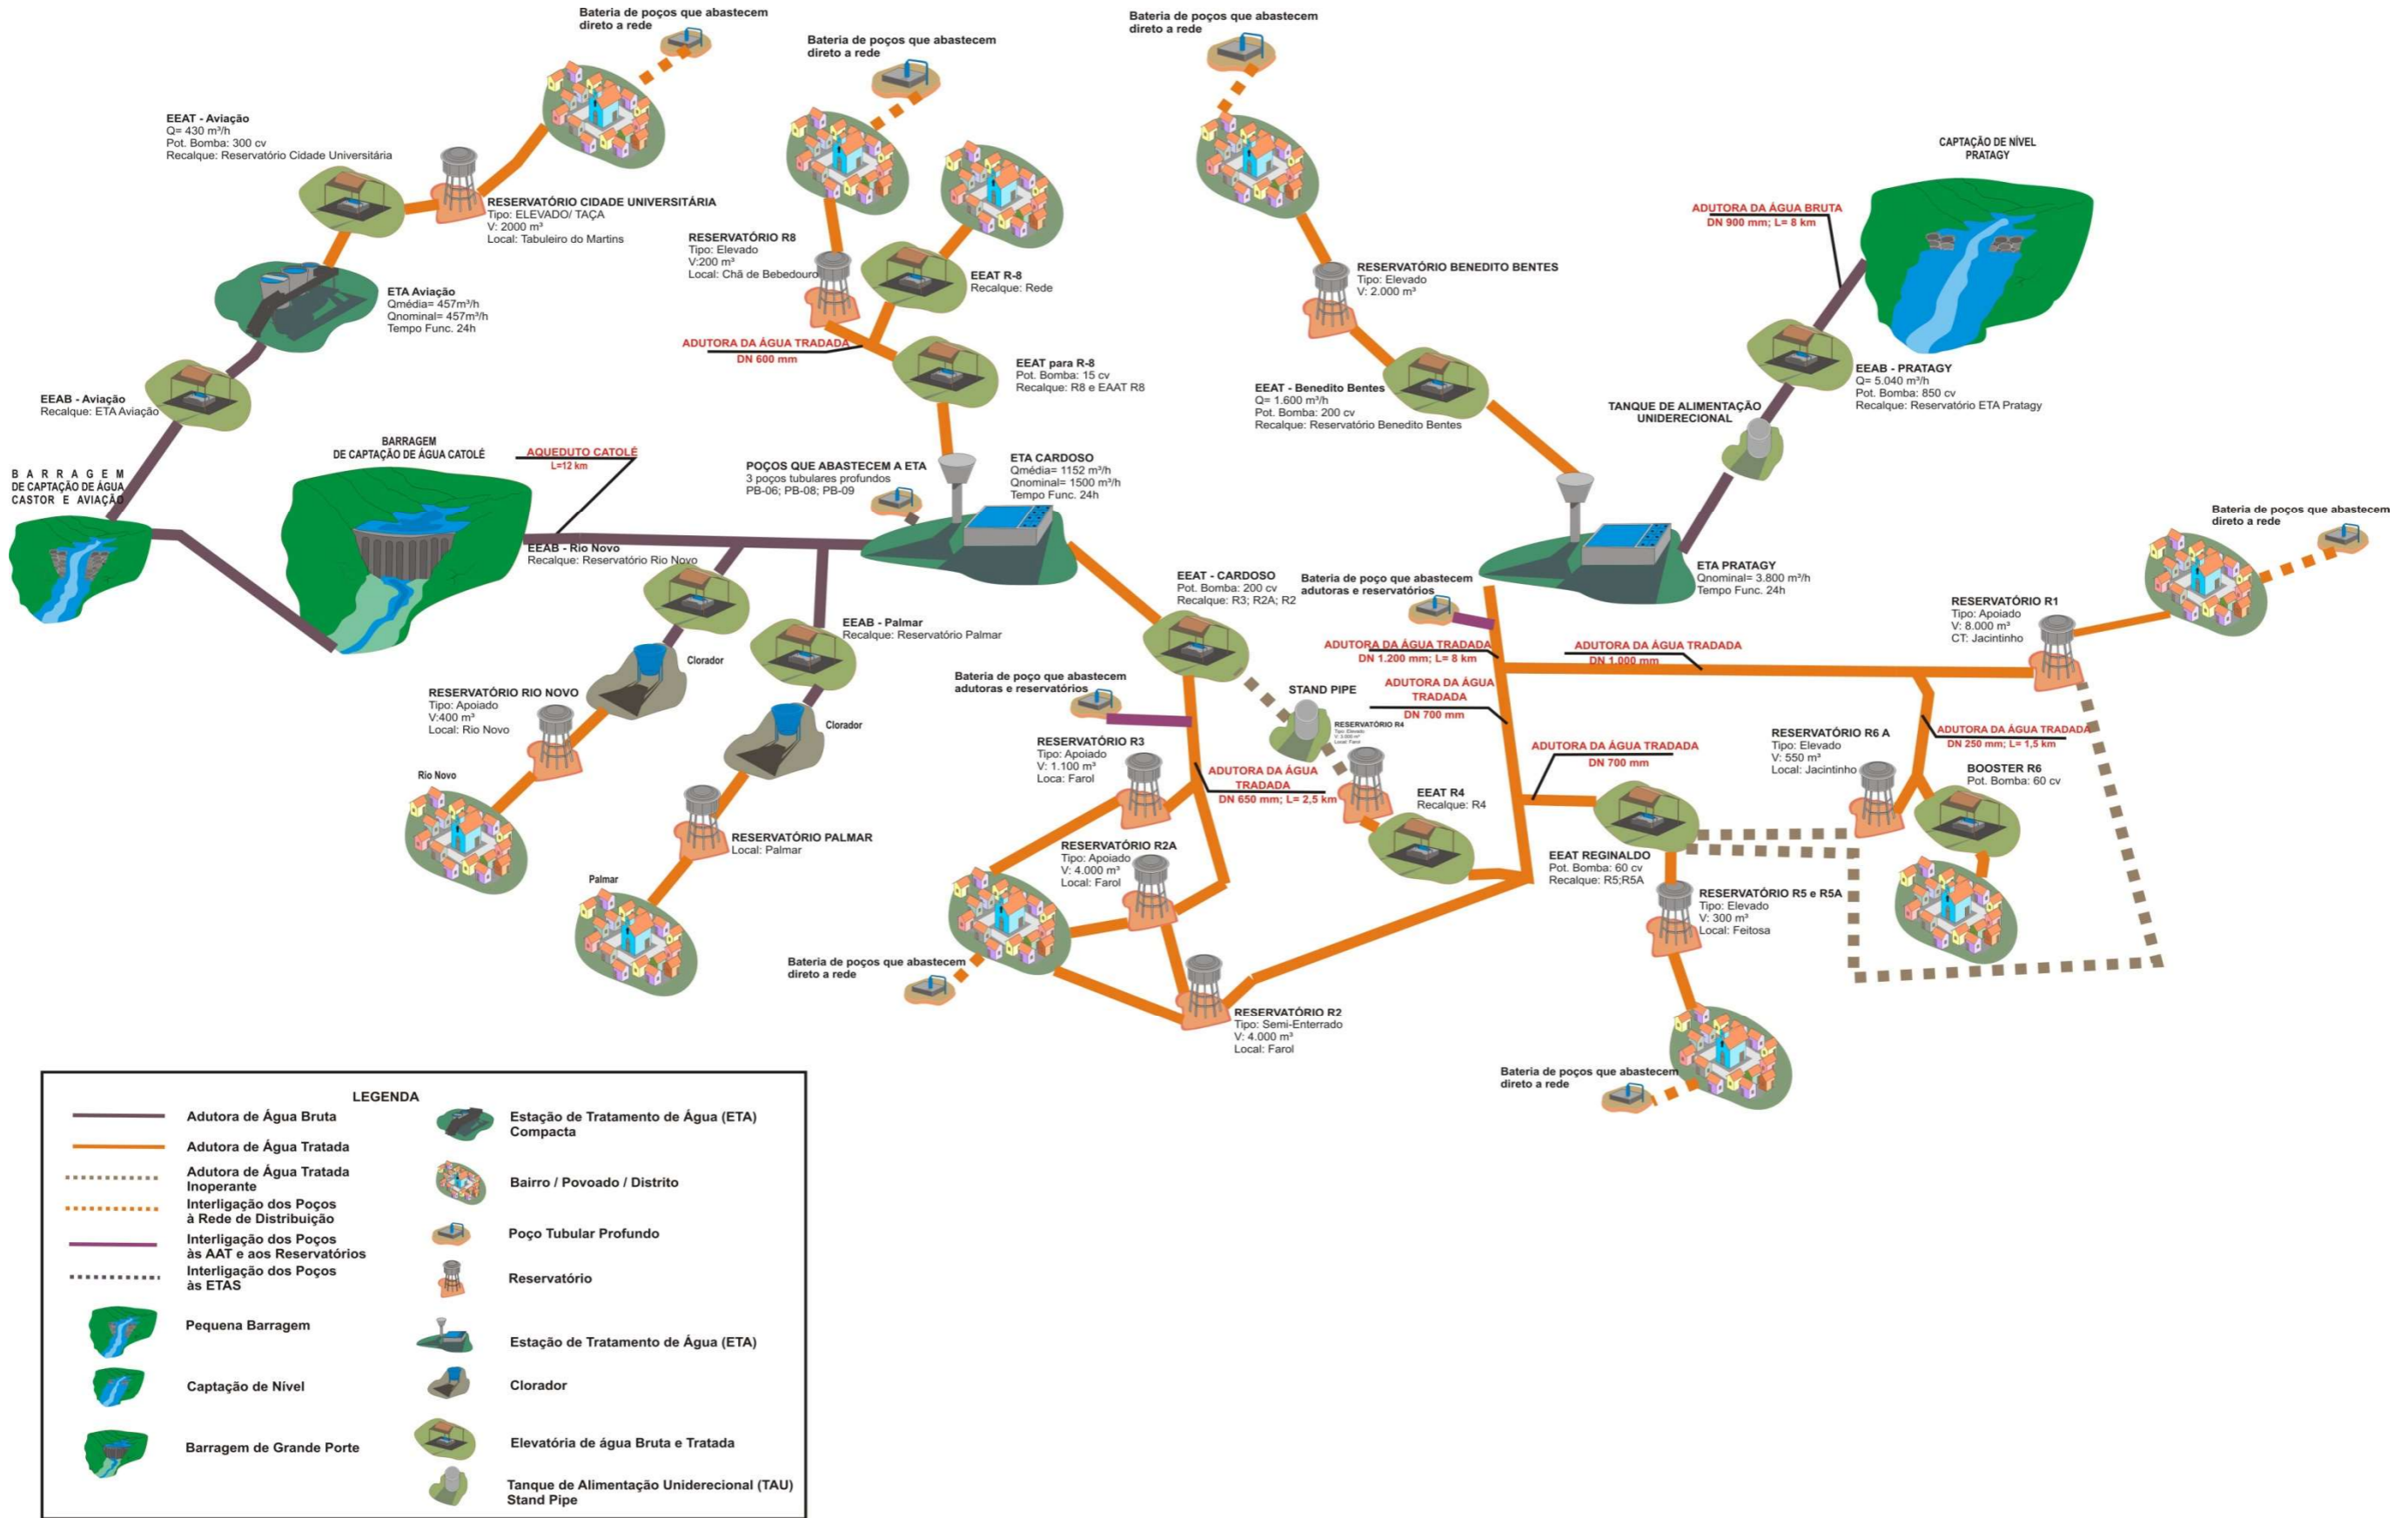 Bateria de poços que abastecem
direto a rede
Bateria de poços que abastecem
direto a rede
Bateria de poços que abastecem
direto a rede
EEAT - Aviação
Q= 430 m³/h
Pot. Bomba: 300 cv
Recalque: Reservatório Cidade Universitária
RESERVATÓRIO CIDADE UNIVERSITÁRIA
Tipo: ELEVADO/ TAÇA
V: 2000 m³
Local: Tabuleiro do Martins
ETA Aviação
Qmédia= 457m³/h
Qnominal= 457m³/h
Tempo Func. 24h
EEAB - Aviação
Recalque: ETA Aviação
B A R R A G E M
DE CAPTAÇÃO DE ÁGUA
CASTOR E AVIAÇÃO
BARRAGEM
DE CAPTAÇÃO DE ÁGUA CATOLÉ
AQUEDUTO CATOLÉ
L=12 km
RESERVATÓRIO R8
Tipo: Elevado
V:200 m³
Local: Chã de Bebedouro
EEAT R-8
Recalque: Rede
ADUTORA DA ÁGUA TRADADA
DN 600 mm
EEAT para R-8
Pot. Bomba: 15 cv
Recalque: R8 e EAAT R8
POÇOS QUE ABASTECEM A ETA
3 poços tubulares profundos
PB-06; PB-08; PB-09
ETA CARDOSO
Qmédia= 1152 m³/h
Qnominal= 1500 m³/h
Tempo Func. 24h
RESERVATÓRIO BENEDITO BENTES
Tipo: Elevado
V: 2.000 m³
EEAT - Benedito Bentes
Q= 1.600 m³/h
Pot. Bomba: 200 cv
Recalque: Reservatório Benedito Bentes
CAPTAÇÃO DE NÍVEL
PRATAGY
ADUTORA DA ÁGUA BRUTA
DN 900 mm; L= 8 km
EEAB - PRATAGY
Q= 5.040 m³/h
Pot. Bomba: 850 cv
Recalque: Reservatório ETA Pratagy
TANQUE DE ALIMENTAÇÃO
UNIDERECIONAL
ETA PRATAGY
Qnominal= 3.800 m³/h
Tempo Func. 24h
Bateria de poços que abastecem
direto a rede
RESERVATÓRIO R1
Tipo: Apoiado
V: 8.000 m³
CT: Jacintinho
EEAB - Rio Novo
Recalque: Reservatório Rio Novo
EEAB - Palmar
Recalque: Reservatório Palmar
Clorador
Clorador
RESERVATÓRIO RIO NOVO
Tipo: Apoiado
V:400 m³
Local: Rio Novo
Rio Novo
RESERVATÓRIO PALMAR
Local: Palmar
Palmar
EEAT - CARDOSO
Pot. Bomba: 200 cv
Recalque: R3; R2A; R2
Bateria de poço que abastecem
adutoras e reservatórios
Bateria de poço que abastecem
adutoras e reservatórios
ADUTORA DA ÁGUA TRADADA
DN 1.200 mm; L= 8 km
ADUTORA DA ÁGUA TRADADA
DN 1.000 mm
ADUTORA DA ÁGUA
TRADADA
DN 700 mm
STAND PIPE
RESERVATÓRIO R4
Tipo: Elevado
V: 3.000 m³
Local: Farol
RESERVATÓRIO R3
Tipo: Apoiado
V: 1.100 m³
Loca: Farol
ADUTORA DA ÁGUA
TRADADA
DN 650 mm; L= 2,5 km
EEAT R4
Recalque: R4
ADUTORA DA ÁGUA TRADADA
DN 700 mm
RESERVATÓRIO R6 A
Tipo: Elevado
V: 550 m³
Local: Jacintinho
ADUTORA DA ÁGUA TRADADA
DN 250 mm; L= 1,5 km
BOOSTER R6
Pot. Bomba: 60 cv
RESERVATÓRIO R2A
Tipo: Apoiado
V: 4.000 m³
Local: Farol
EEAT REGINALDO
Pot. Bomba: 60 cv
Recalque: R5;R5A
RESERVATÓRIO R5 e R5A
Tipo: Elevado
V: 300 m³
Local: Feitosa
Bateria de poços que abastecem
direto a rede
RESERVATÓRIO R2
Tipo: Semi-Enterrado
V: 4.000 m³
Local: Farol
Bateria de poços que abastecem
direto a rede
LEGENDA
Adutora de Água Bruta
Adutora de Água Tratada
Adutora de Água Tratada
Inoperante
Interligação dos Poços
à Rede de Distribuição
Interligação dos Poços
às AAT e aos Reservatórios
Interligação dos Poços
às ETAS
Pequena Barragem
Captação de Nível
Barragem de Grande Porte
Estação de Tratamento de Água (ETA)
Compacta
Bairro / Povoado / Distrito
Poço Tubular Profundo
Reservatório
Estação de Tratamento de Água (ETA)
Clorador
Elevatória de água Bruta e Tratada
Tanque de Alimentação Uniderecional (TAU)
Stand Pipe